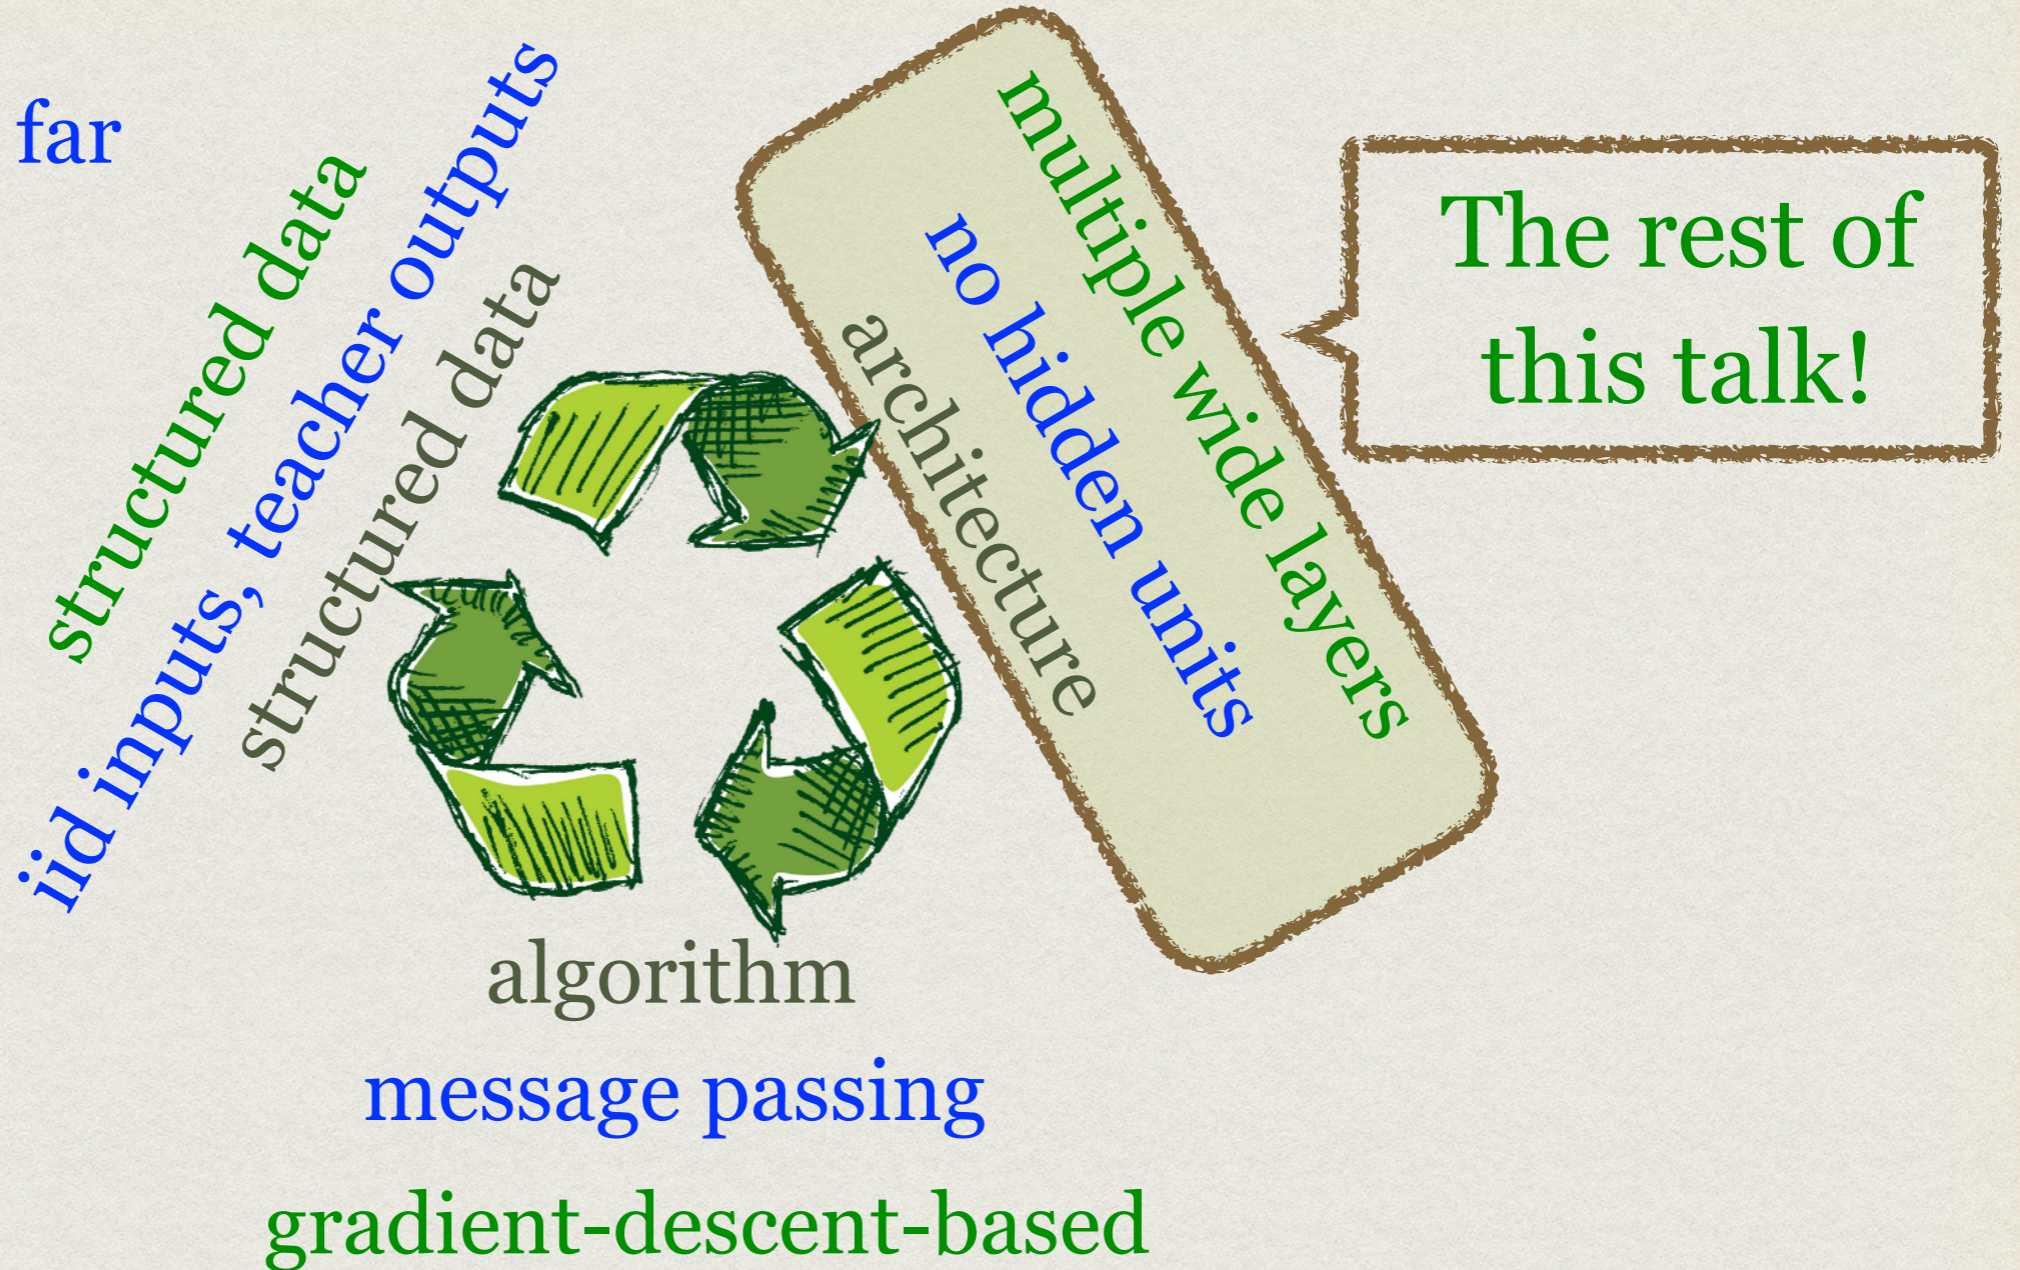 far
structured data
iid inputs, teacher outputs
structured data
architecture
no hidden units
multiple wide layers
The rest of
this talk!
algorithm
message passing
gradient-descent-based